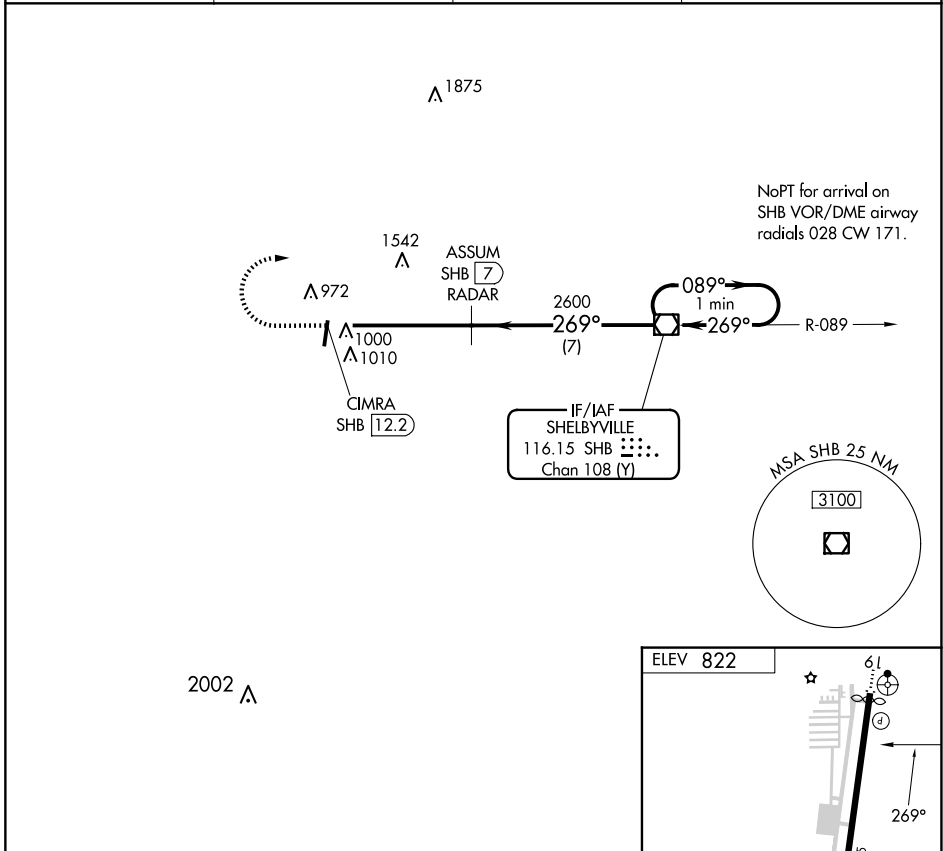 1875
NoPT for arrival on
SHB VOR/DME airway
radials 028 CW 171.
1542
ASSUM
SHB 7
RADAR
972
2600
269°
(7)
089°
1 min
269°
R-089
1000
1010
CIMRA
SHB 12.2
IF/IAF
SHELBYVILLE
116.15 SHB
Chan 108 (Y)
MSA SHB 25 NM
3100
2002
ELEV 822
19
P
269°